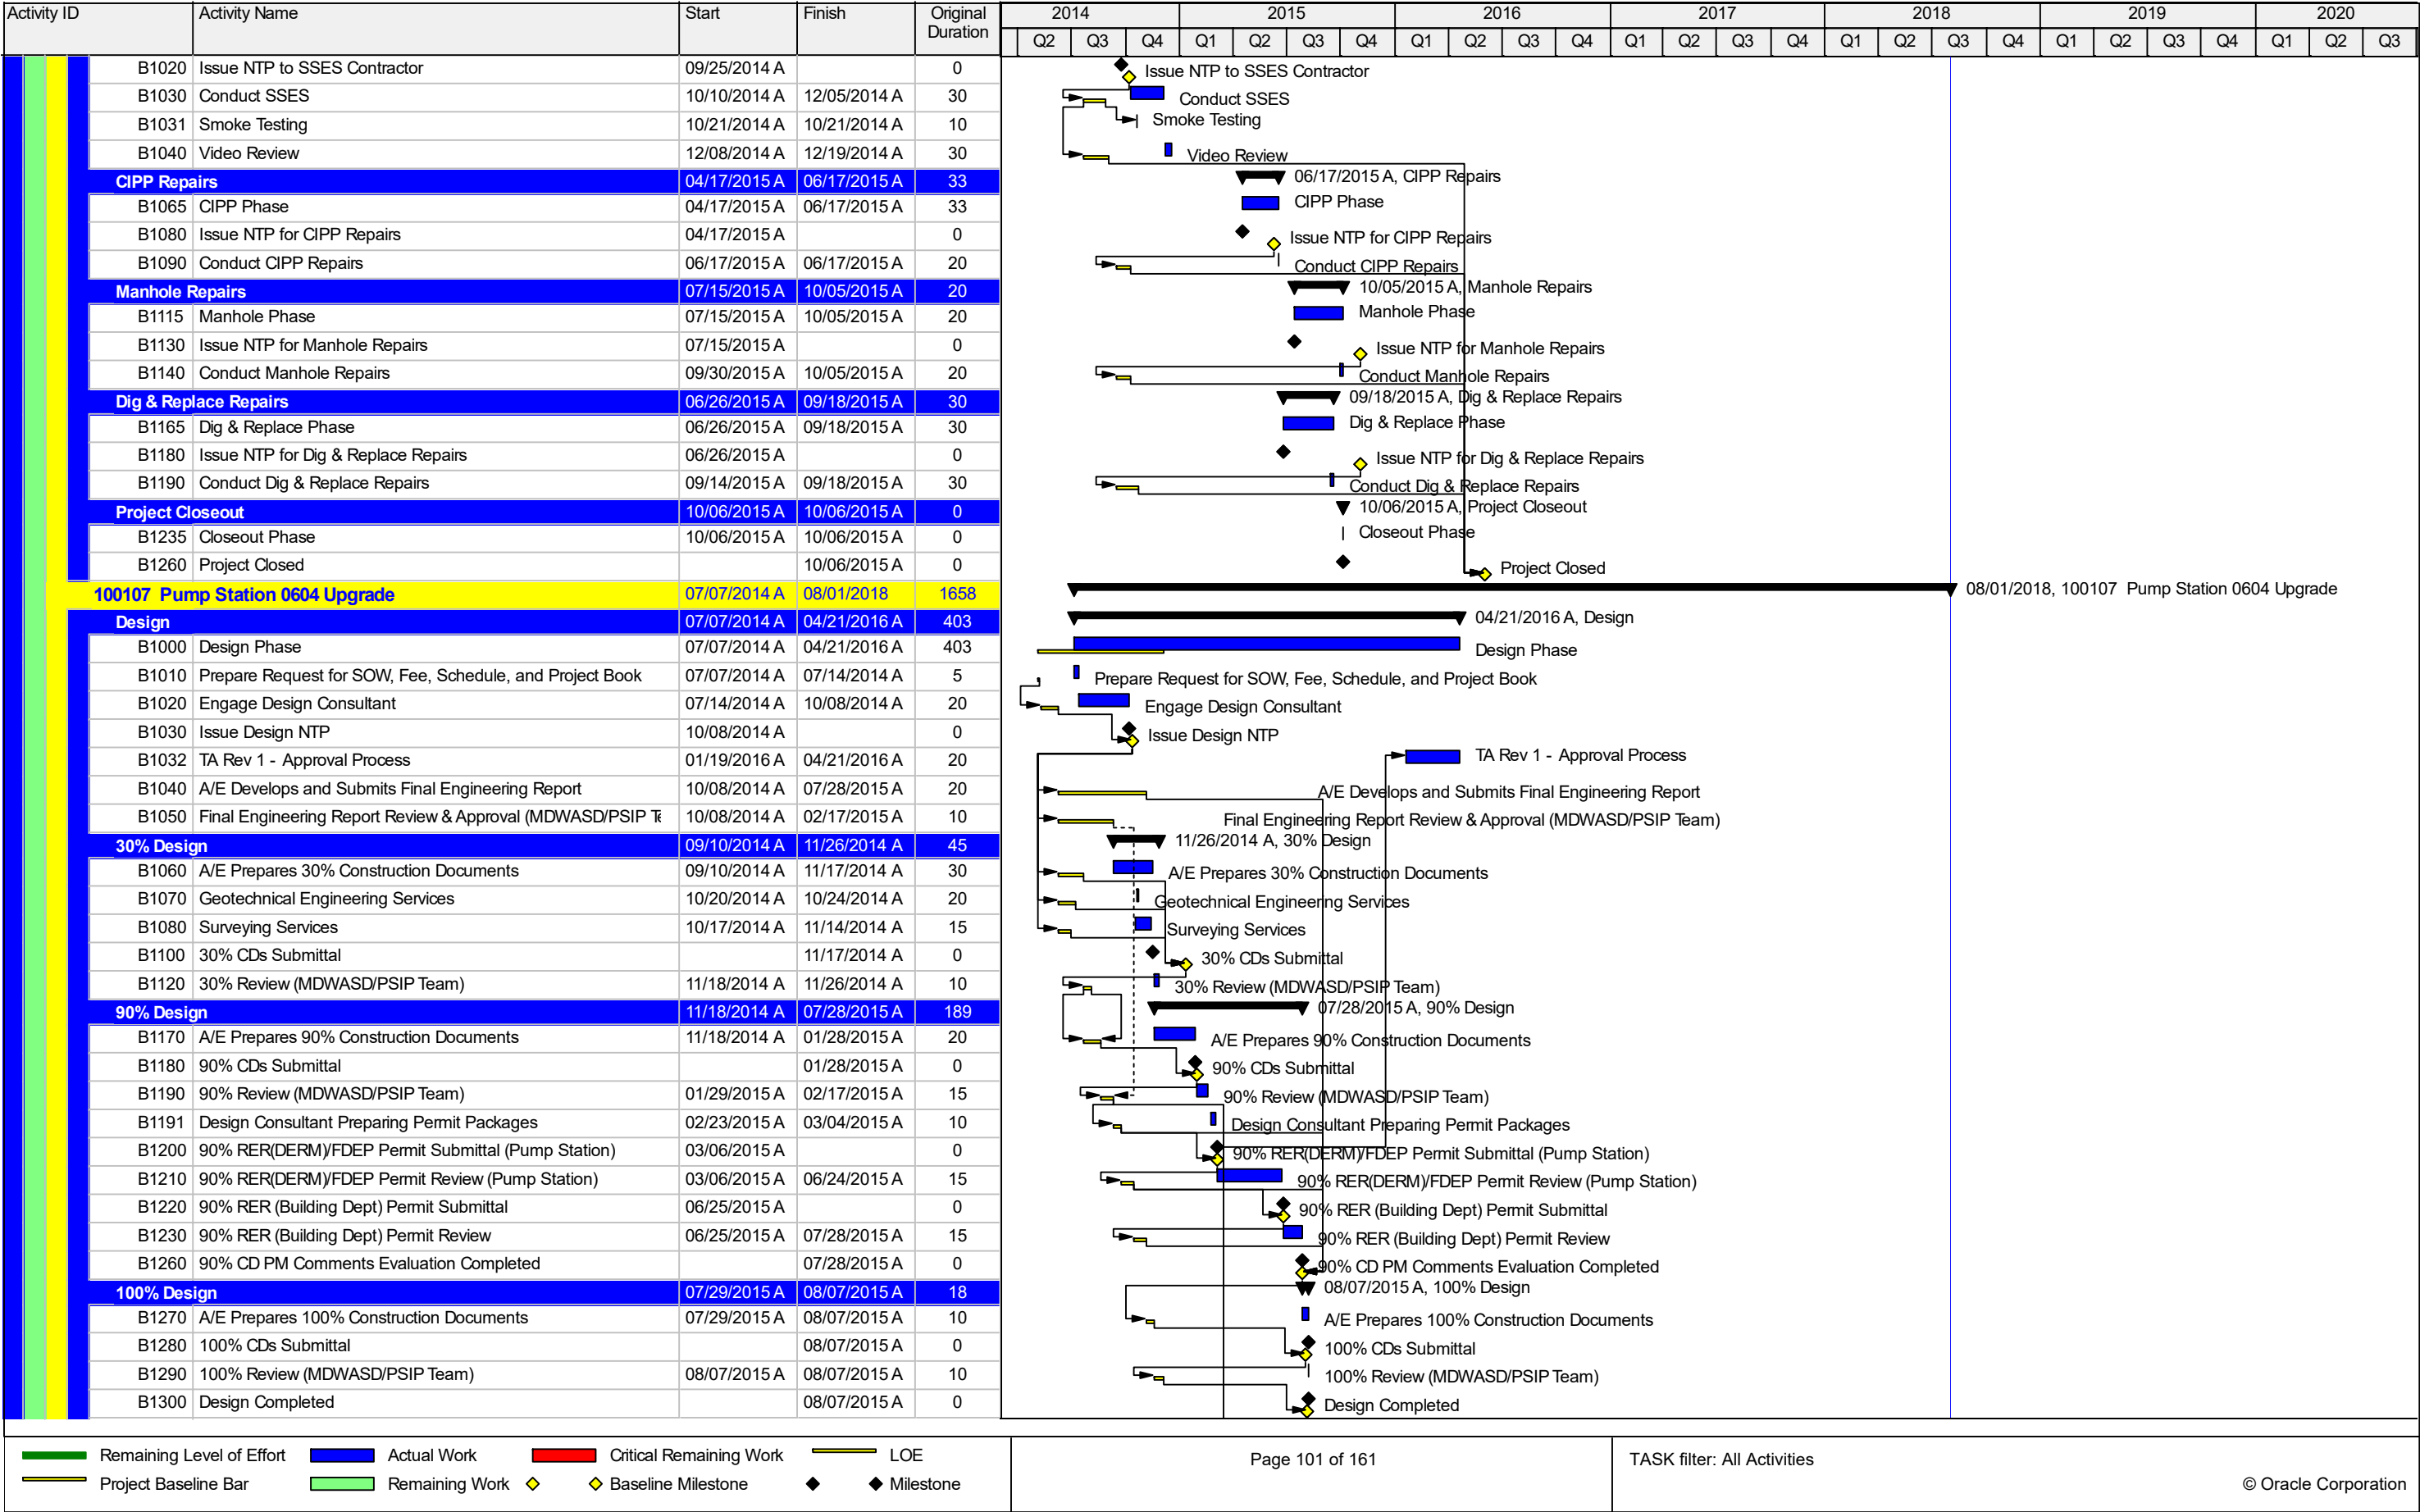 Activity ID Activity Name Start Finish Original Duration 2014 2015 2016 2017 2018 2019 2020
Q2 Q3 Q4 Q1 Q2 Q3 Q4 Q1 Q2 Q3 Q4 Q1 Q2 Q3 Q4 Q1 Q2 Q3 Q4 Q1 Q2 Q3 Q4 Q1 Q2 Q3
B1020 Issue NTP to SSES Contractor 09/25/2014 A 0 Issue NTP to SSES Contractor
B1030 Conduct SSES 10/10/2014 A 12/05/2014 A 30 Conduct SSES
B1031 Smoke Testing 10/21/2014 A 10/21/2014 A 10 Smoke Testing
B1040 Video Review 12/08/2014 A 12/19/2014 A 30 Video Review
CIPP Repairs 04/17/2015 A 06/17/2015 A 33 06/17/2015 A, CIPP Repairs
B1065 CIPP Phase 04/17/2015 A 06/17/2015 A 33 CIPP Phase
B1080 Issue NTP for CIPP Repairs 04/17/2015 A 0 Issue NTP for CIPP Repairs
B1090 Conduct CIPP Repairs 06/17/2015 A 06/17/2015 A 20 Conduct CIPP Repairs
Manhole Repairs 07/15/2015 A 10/05/2015 A 20 10/05/2015 A, Manhole Repairs
B1115 Manhole Phase 07/15/2015 A 10/05/2015 A 20 Manhole Phase
B1130 Issue NTP for Manhole Repairs 07/15/2015 A 0 Issue NTP for Manhole Repairs
B1140 Conduct Manhole Repairs 09/30/2015 A 10/05/2015 A 20 Conduct Manhole Repairs
Dig & Replace Repairs 06/26/2015 A 09/18/2015 A 30 09/18/2015 A, Dig & Replace Repairs
B1165 Dig & Replace Phase 06/26/2015 A 09/18/2015 A 30 Dig & Replace Phase
B1180 Issue NTP for Dig & Replace Repairs 06/26/2015 A 0 Issue NTP for Dig & Replace Repairs
B1190 Conduct Dig & Replace Repairs 09/14/2015 A 09/18/2015 A 30 Conduct Dig & Replace Repairs
Project Closeout 10/06/2015 A 10/06/2015 A 0 10/06/2015 A, Project Closeout
B1235 Closeout Phase 10/06/2015 A 10/06/2015 A 0 Closeout Phase
B1260 Project Closed 10/06/2015 A 0 Project Closed
100107 Pump Station 0604 Upgrade 07/07/2014 A 08/01/2018 1658 08/01/2018, 100107 Pump Station 0604 Upgrade
Design 07/07/2014 A 04/21/2016 A 403 04/21/2016 A, Design
B1000 Design Phase 07/07/2014 A 04/21/2016 A 403 Design Phase
B1010 Prepare Request for SOW, Fee, Schedule, and Project Book 07/07/2014 A 07/14/2014 A 5 Prepare Request for SOW, Fee, Schedule, and Project Book
B1020 Engage Design Consultant 07/14/2014 A 10/08/2014 A 20 Engage Design Consultant
B1030 Issue Design NTP 10/08/2014 A 0 Issue Design NTP
B1032 TA Rev 1 - Approval Process 01/19/2016 A 04/21/2016 A 20 TA Rev 1 - Approval Process
B1040 A/E Develops and Submits Final Engineering Report 10/08/2014 A 07/28/2015 A 20 A/E Develops and Submits Final Engineering Report
B1050 Final Engineering Report Review & Approval (MDWASD/PSIP Te 10/08/2014 A 02/17/2015 A 10 Final Engineering Report Review & Approval (MDWASD/PSIP Team)
30% Design 09/10/2014 A 11/26/2014 A 45 11/26/2014 A, 30% Design
B1060 A/E Prepares 30% Construction Documents 09/10/2014 A 11/17/2014 A 30 A/E Prepares 30% Construction Documents
B1070 Geotechnical Engineering Services 10/20/2014 A 10/24/2014 A 20 Geotechnical Engineering Services
B1080 Surveying Services 10/17/2014 A 11/14/2014 A 15 Surveying Services
B1100 30% CDs Submittal 11/17/2014 A 0 30% CDs Submittal
B1120 30% Review (MDWASD/PSIP Team) 11/18/2014 A 11/26/2014 A 10 30% Review (MDWASD/PSIP Team)
90% Design 11/18/2014 A 07/28/2015 A 189 07/28/2015 A, 90% Design
B1170 A/E Prepares 90% Construction Documents 11/18/2014 A 01/28/2015 A 20 A/E Prepares 90% Construction Documents
B1180 90% CDs Submittal 01/28/2015 A 0 90% CDs Submittal
B1190 90% Review (MDWASD/PSIP Team) 01/29/2015 A 02/17/2015 A 15 90% Review (MDWASD/PSIP Team)
B1191 Design Consultant Preparing Permit Packages 02/23/2015 A 03/04/2015 A 10 Design Consultant Preparing Permit Packages
B1200 90% RER(DERM)/FDEP Permit Submittal (Pump Station) 03/06/2015 A 0 90% RER(DERM)/FDEP Permit Submittal (Pump Station)
B1210 90% RER(DERM)/FDEP Permit Review (Pump Station) 03/06/2015 A 06/24/2015 A 15 90% RER(DERM)/FDEP Permit Review (Pump Station)
B1220 90% RER (Building Dept) Permit Submittal 06/25/2015 A 0 90% RER (Building Dept) Permit Submittal
B1230 90% RER (Building Dept) Permit Review 06/25/2015 A 07/28/2015 A 15 90% RER (Building Dept) Permit Review
B1260 90% CD PM Comments Evaluation Completed 07/28/2015 A 0 90% CD PM Comments Evaluation Completed
100% Design 07/29/2015 A 08/07/2015 A 18 08/07/2015 A, 100% Design
B1270 A/E Prepares 100% Construction Documents 07/29/2015 A 08/07/2015 A 10 A/E Prepares 100% Construction Documents
B1280 100% CDs Submittal 08/07/2015 A 0 100% CDs Submittal
B1290 100% Review (MDWASD/PSIP Team) 08/07/2015 A 08/07/2015 A 10 100% Review (MDWASD/PSIP Team)
B1300 Design Completed 08/07/2015 A 0 Design Completed
Remaining Level of Effort Actual Work Critical Remaining Work LOE Page 101 of 161 TASK filter: All Activities
Project Baseline Bar Remaining Work Baseline Milestone Milestone
© Oracle Corporation